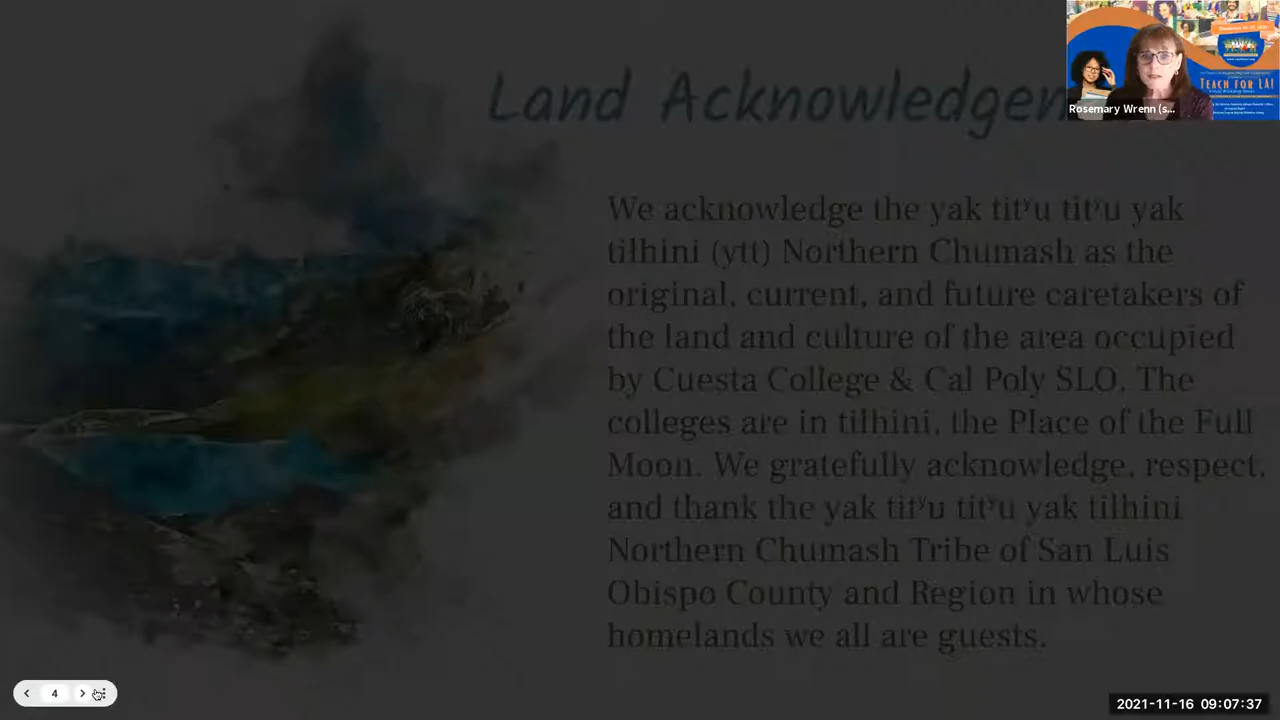 Land Acknowledgem
We acknowledge the yak titʸu titʸu yak
tilhini (ytt) Northern Chumash as the
original, current, and future caretakers of
the land and culture of the area occupied
by Cuesta College & Cal Poly SLO. The
colleges are in tilhini, the Place of the Full
Moon. We gratefully acknowledge, respect,
and thank the yak titʸu titʸu yak tilhini
Northern Chumash Tribe of San Luis
Obispo County and Region in whose
homelands we all are guests.
TEACH FOR LA!
Rosemary Wrenn (s...
4
2021-11-16 09:07:37